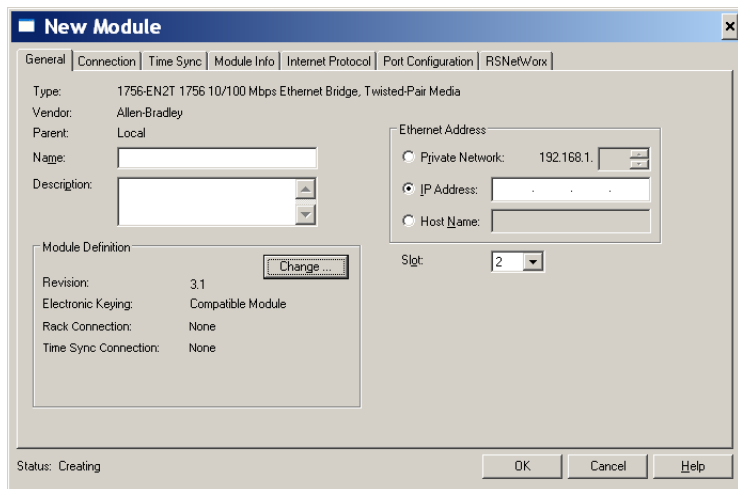 New Module
General Connection Time Sync Module Info Internet Protocol Port Configuration RSNetWorx
Type: 1756-EN2T 1756 10/100 Mbps Ethernet Bridge, Twisted-Pair Media
Vendor: Allen-Bradley
Parent: Local
Name:
Description:
Ethernet Address
Private Network: 192.168.1.
IP Address: . . .
Host Name:
Slot: 2
Module Definition
Change ...
Revision: 3.1
Electronic Keying: Compatible Module
Rack Connection: None
Time Sync Connection: None
Status: Creating
OK Cancel Help